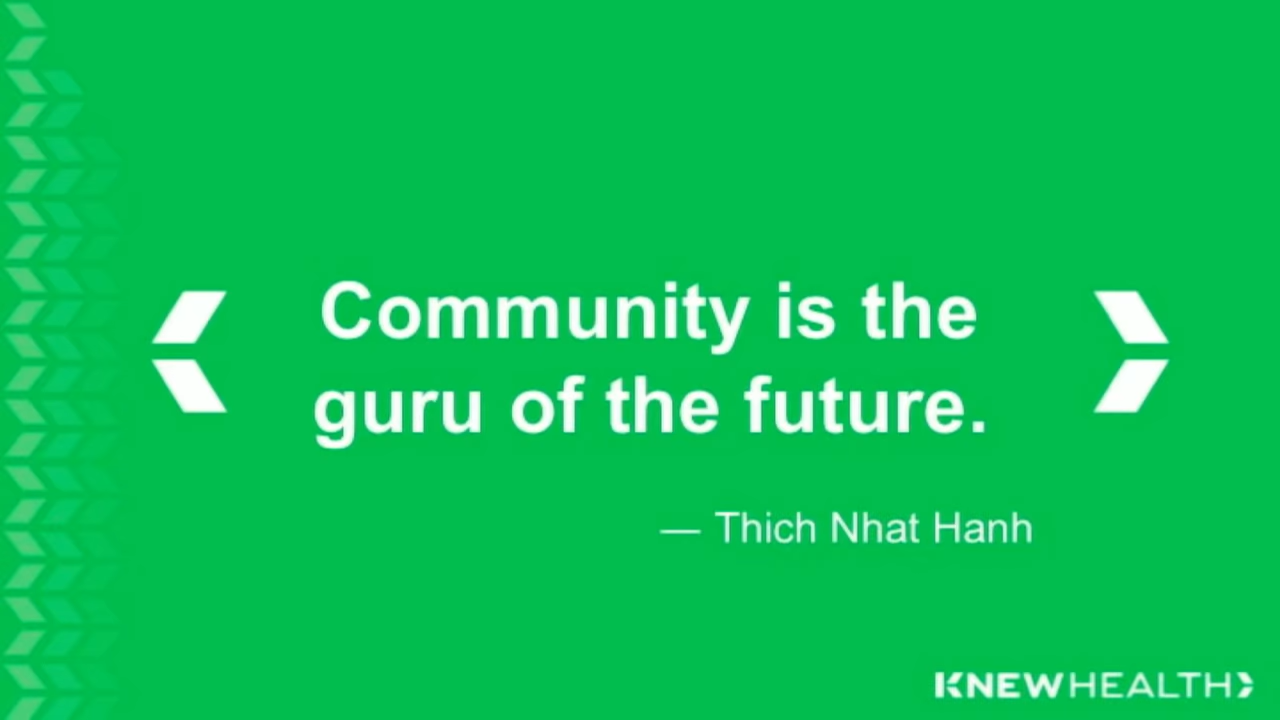 Community is the
guru of the future.
— Thich Nhat Hanh
KNEWHEALTH